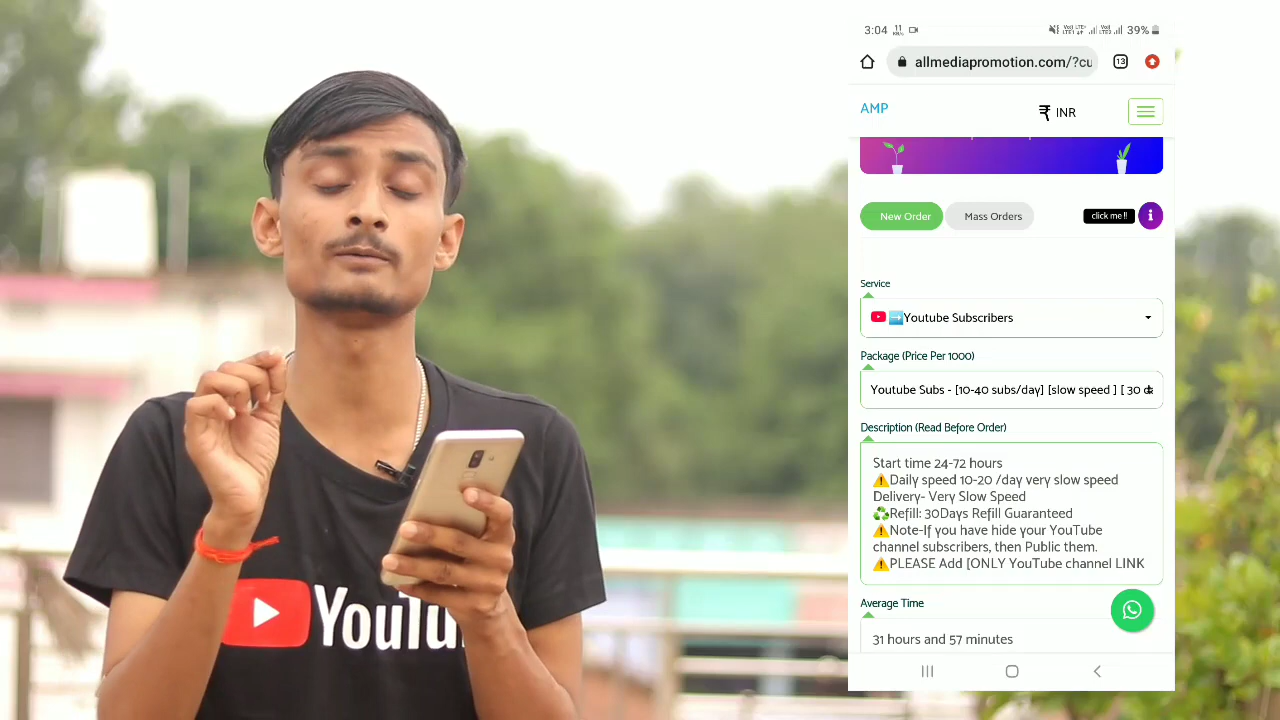 3:04
39%
allmediapromotion.com/?cu
13
AMP
₹ INR
New Order
Mass Orders
click me !!
Service
Youtube Subscribers
Package (Price Per 1000)
Youtube Subs - [10-40 subs/day] [slow speed ] [ 30 d
Description (Read Before Order)
Start time 24-72 hours
⚠️Daily speed 10-20 /day very slow speed
Delivery- Very Slow Speed
♻️Refill: 30Days Refill Guaranteed
⚠️Note-If you have hide your YouTube
channel subscribers, then Public them.
⚠️PLEASE Add [ONLY YouTube channel LINK
Average Time
31 hours and 57 minutes
YouTu